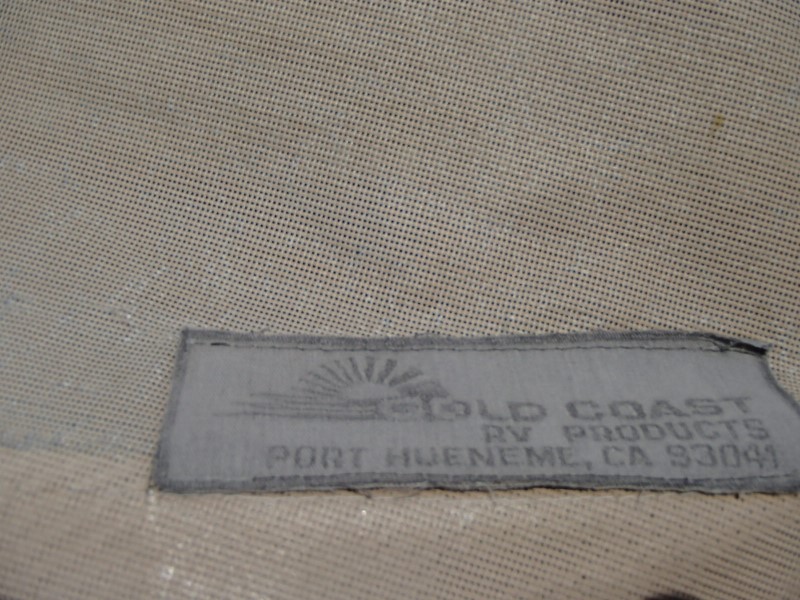 GOLD COAST
RV PRODUCTS
PORT HUENEME, CA 93041